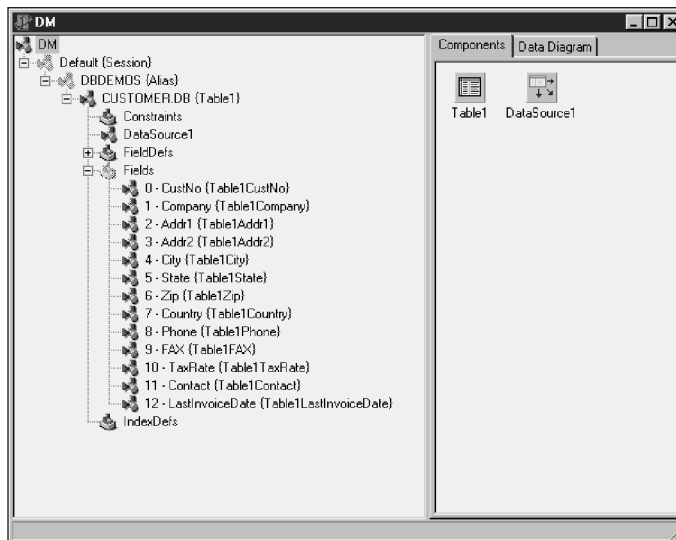 DM
DM
Default {Session}
DBDEMOS {Alias}
CUSTOMER.DB {Table1}
Constraints
DataSource1
FieldDefs
Fields
0 - CustNo {Table1CustNo}
1 - Company {Table1Company}
2 - Addr1 {Table1Addr1}
3 - Addr2 {Table1Addr2}
4 - City {Table1City}
5 - State {Table1State}
6 - Zip {Table1Zip}
7 - Country {Table1Country}
8 - Phone {Table1Phone}
9 - FAX {Table1FAX}
10 - TaxRate {Table1TaxRate}
11 - Contact {Table1Contact}
12 - LastInvoiceDate {Table1LastInvoiceDate}
IndexDefs
Components Data Diagram
Table1 DataSource1